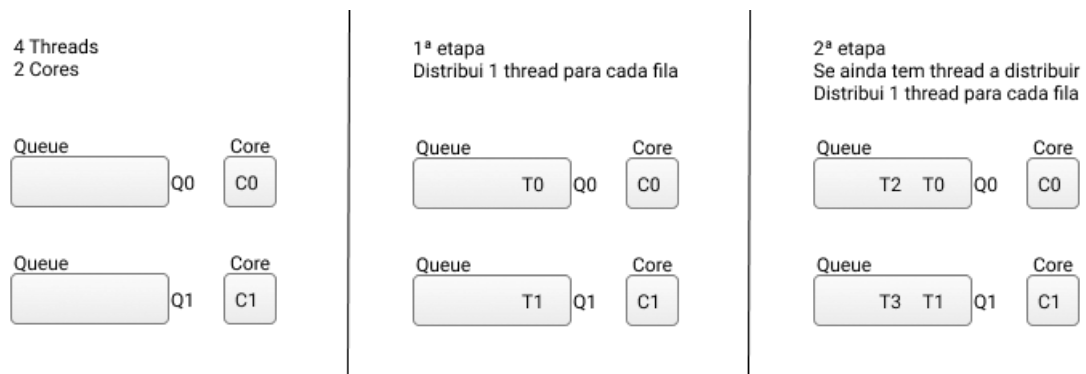 4 Threads
2 Cores
Queue
Core
Q0
C0
Queue
Core
Q1
C1
1ª etapa
Distribui 1 thread para cada fila
Queue
Core
T0
Q0
C0
Queue
Core
T1
Q1
C1
2ª etapa
Se ainda tem thread a distribuir
Distribui 1 thread para cada fila
Queue
Core
T2 T0
Q0
C0
Queue
Core
T3 T1
Q1
C1